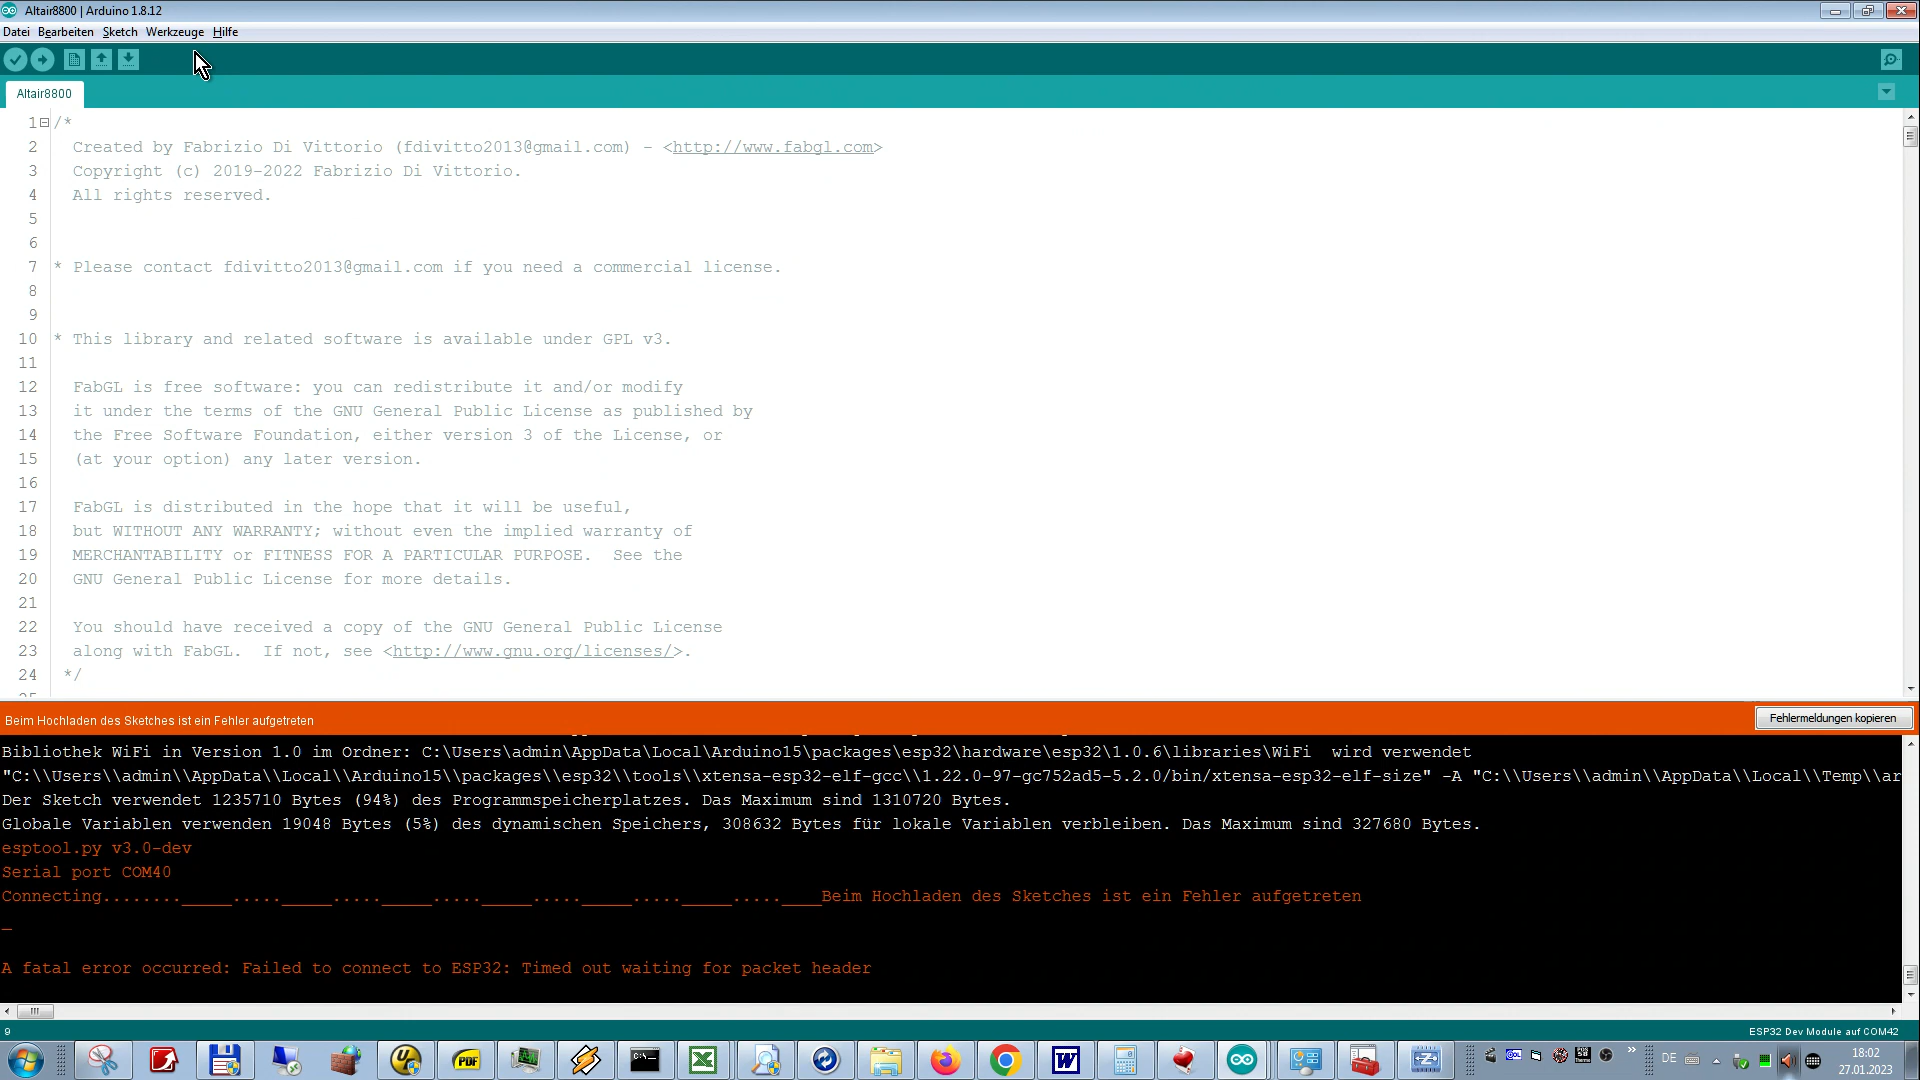 Altair8800 | Arduino 1.8.12
Datei Bearbeiten Sketch Werkzeuge Hilfe
Altair8800
1 /*
2 Created by Fabrizio Di Vittorio (fdivitto2013@gmail.com) - <http://www.fabgl.com>
3 Copyright (c) 2019-2022 Fabrizio Di Vittorio.
4 All rights reserved.
5
6
7 * Please contact fdivitto2013@gmail.com if you need a commercial license.
8
9
10 * This library and related software is available under GPL v3.
11
12 FabGL is free software: you can redistribute it and/or modify
13 it under the terms of the GNU General Public License as published by
14 the Free Software Foundation, either version 3 of the License, or
15 (at your option) any later version.
16
17 FabGL is distributed in the hope that it will be useful,
18 but WITHOUT ANY WARRANTY; without even the implied warranty of
19 MERCHANTABILITY or FITNESS FOR A PARTICULAR PURPOSE.  See the
20 GNU General Public License for more details.
21
22 You should have received a copy of the GNU General Public License
23 along with FabGL.  If not, see <http://www.gnu.org/licenses/>.
24 */
Beim Hochladen des Sketches ist ein Fehler aufgetreten
Fehlermeldungen kopieren
Bibliothek WiFi in Version 1.0 im Ordner: C:\Users\admin\AppData\Local\Arduino15\packages\esp32\hardware\esp32\1.0.6\libraries\WiFi  wird verwendet
"C:\\Users\\admin\\AppData\\Local\\Arduino15\\packages\\esp32\\tools\\xtensa-esp32-elf-gcc\\1.22.0-97-gc752ad5-5.2.0/bin/xtensa-esp32-elf-size" -A "C:\\Users\\admin\\AppData\\Local\\Temp\\ar
Der Sketch verwendet 1235710 Bytes (94%) des Programmspeicherplatzes. Das Maximum sind 1310720 Bytes.
Globale Variablen verwenden 19048 Bytes (5%) des dynamischen Speichers, 308632 Bytes für lokale Variablen verbleiben. Das Maximum sind 327680 Bytes.
esptool.py v3.0-dev
Serial port COM40
Connecting........_____....._____....._____....._____....._____....._____.....____Beim Hochladen des Sketches ist ein Fehler aufgetreten
_
A fatal error occurred: Failed to connect to ESP32: Timed out waiting for packet header
9
ESP32 Dev Module auf COM42
PDF
C:\
DE
18:02
27.01.2023